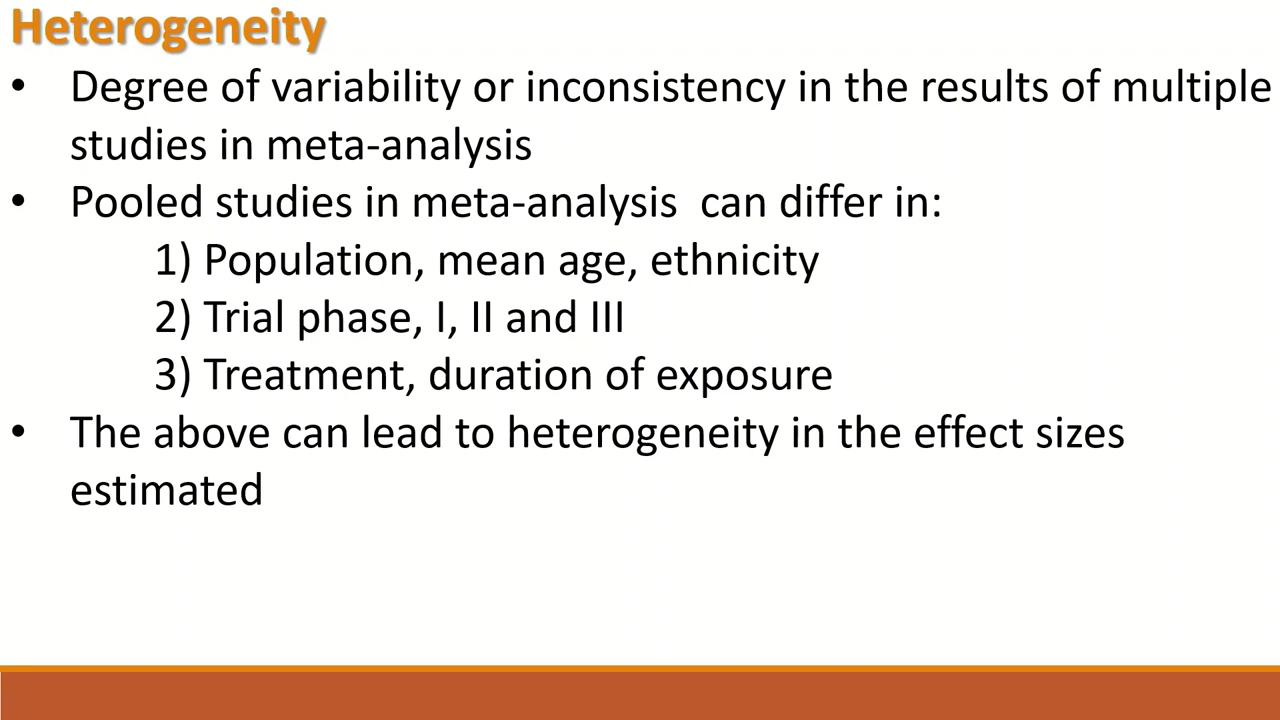 Heterogeneity
• Degree of variability or inconsistency in the results of multiple
studies in meta-analysis
• Pooled studies in meta-analysis  can differ in:
1) Population, mean age, ethnicity
2) Trial phase, I, II and III
3) Treatment, duration of exposure
• The above can lead to heterogeneity in the effect sizes
estimated